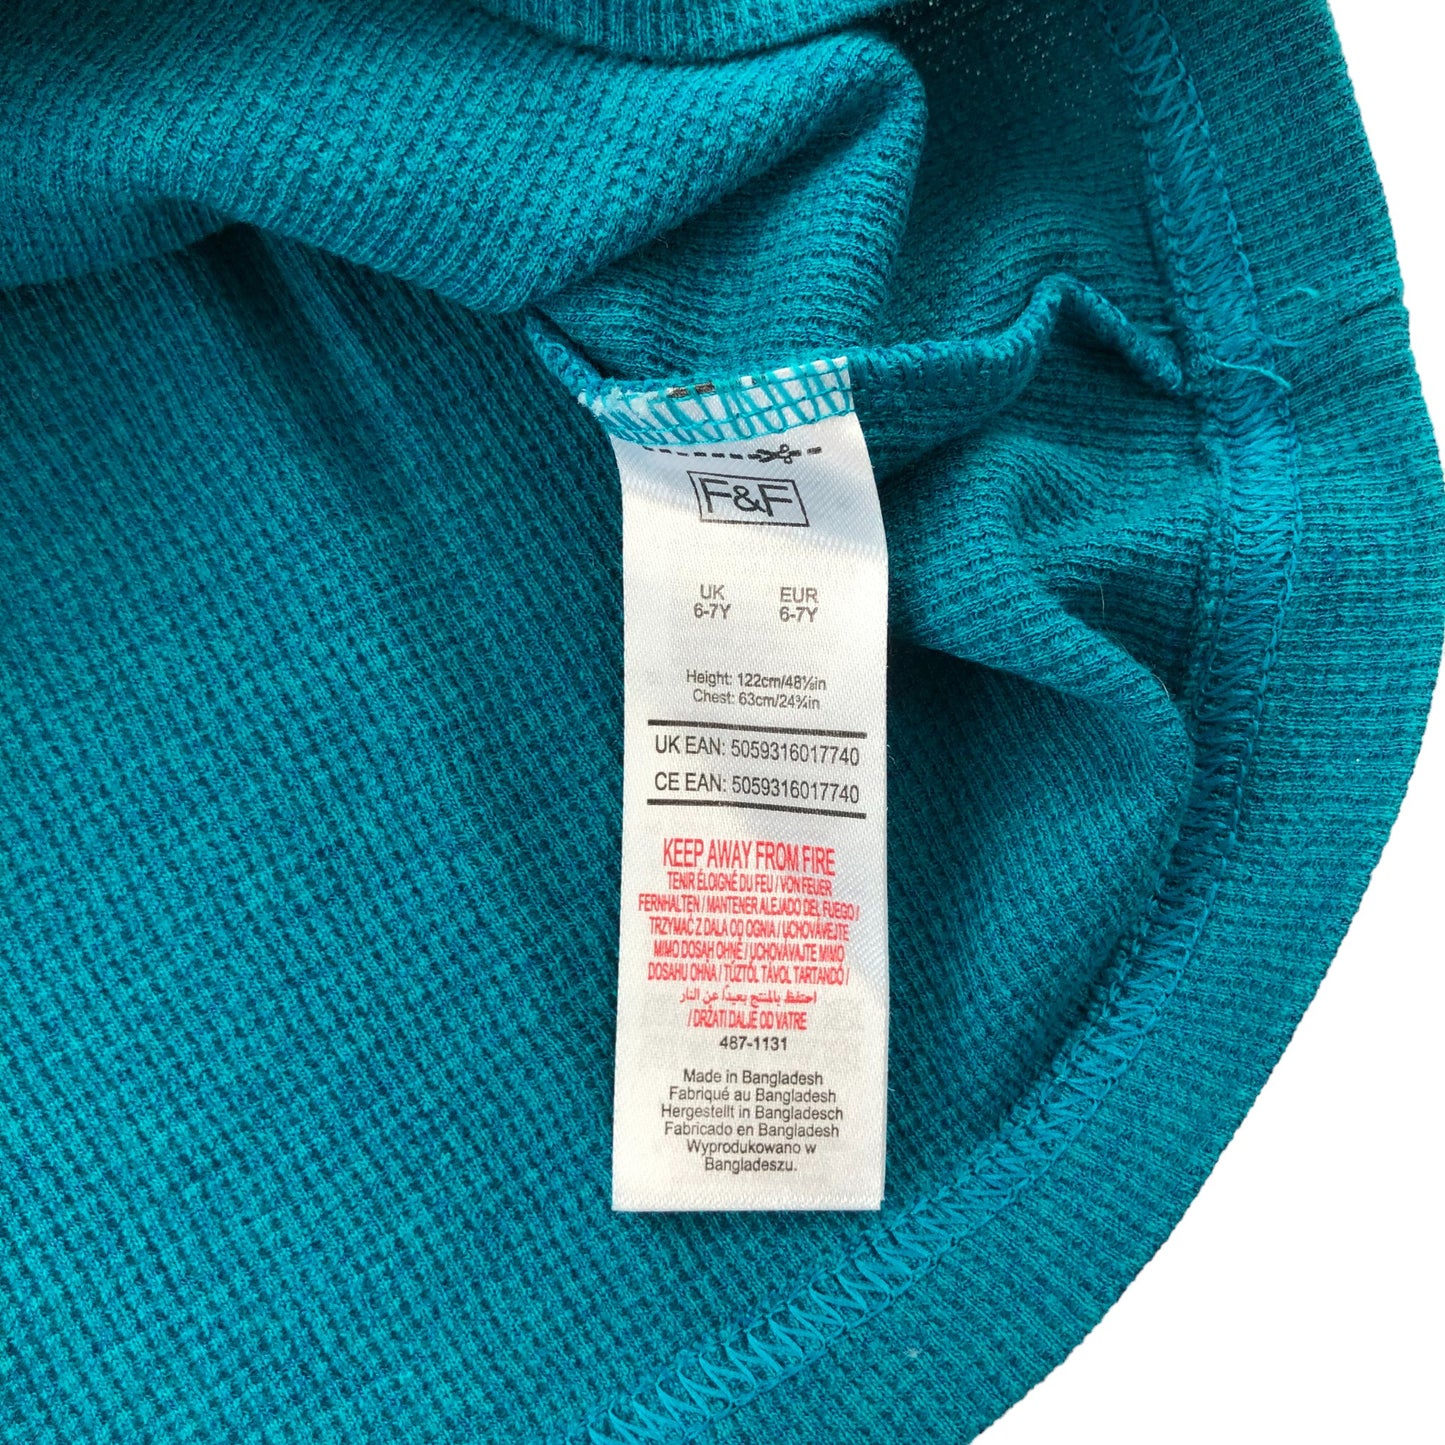 F&F
UK EUR
6-7Y 6-7Y
Height: 122cm/48⅛in
Chest: 63cm/24¾in
UK EAN: 5059316017740
CE EAN: 5059316017740
KEEP AWAY FROM FIRE
TENIR ÉLOIGNÉ DU FEU / VON FEUER
FERNHALTEN / MANTENER ALEJADO DEL FUEGO /
TRZYMAĆ Z DALA OD OGNIA / UCHOVÁVEJTE
MIMO DOSAH OHNĚ / UCHOVÁVAJTE MIMO
DOSAHU OHŇA / TŰZTŐL TÁVOL TARTANDÓ /
احتفظ بالمنتج بعيدًا عن النار
/ DRŽATI DALJE OD VATRE
487-1131
Made in Bangladesh
Fabriqué au Bangladesh
Hergestellt in Bangladesch
Fabricado en Bangladesh
Wyprodukowano w
Bangladeszu.